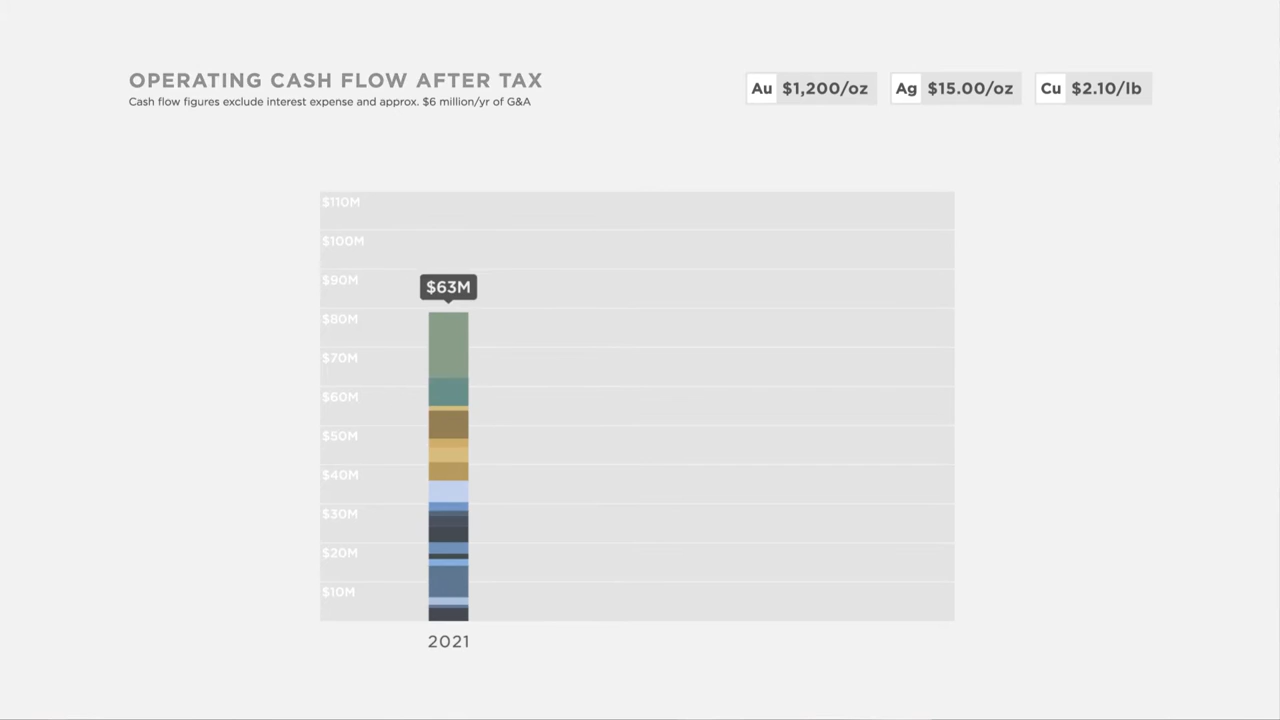 OPERATING CASH FLOW AFTER TAX
Cash flow figures exclude interest expense and approx. $6 million/yr of G&A
Au $1,200/oz
Ag $15.00/oz
Cu $2.10/lb
$110M
$100M
$90M
$63M
$80M
$70M
$60M
$50M
$40M
$30M
$20M
$10M
2021